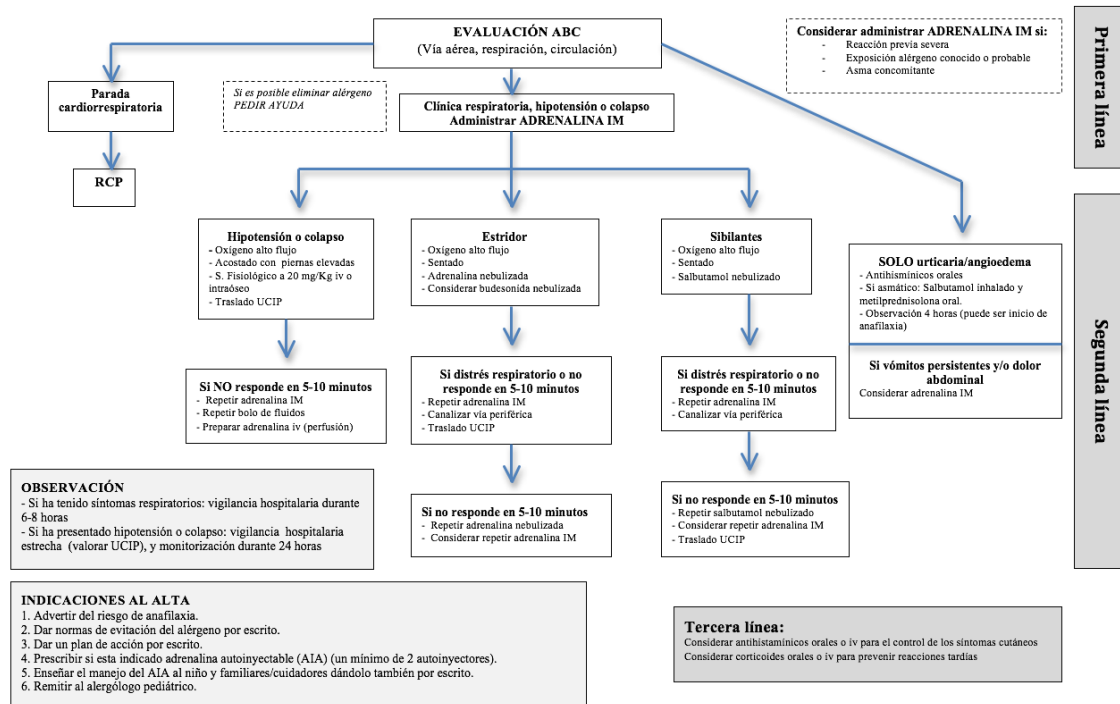 EVALUACIÓN ABC
(Vía aérea, respiración, circulación)
Considerar administrar ADRENALINA IM si:
- Reacción previa severa
- Exposición alérgeno conocido o probable
- Asma concomitante
Primera línea
Parada
cardiorrespiratoria
Si es posible eliminar alérgeno
PEDIR AYUDA
Clínica respiratoria, hipotensión o colapso
Administrar ADRENALINA IM
RCP
Hipotensión o colapso
- Oxígeno alto flujo
- Acostado con piernas elevadas
- S. Fisiológico a 20 mg/Kg iv o
intraóseo
- Traslado UCIP
Estridor
- Oxígeno alto flujo
- Sentado
- Adrenalina nebulizada
- Considerar budesonida nebulizada
Sibilantes
- Oxígeno alto flujo
- Sentado
- Salbutamol nebulizado
SOLO urticaria/angioedema
- Antihismínicos orales
- Si asmático: Salbutamol inhalado y
metilprednisolona oral.
- Observación 4 horas (puede ser inicio de
anafilaxia)
Si vómitos persistentes y/o dolor
abdominal
Considerar adrenalina IM
Segunda línea
Si NO responde en 5-10 minutos
- Repetir adrenalina IM
- Repetir bolo de fluidos
- Preparar adrenalina iv (perfusión)
Si distrés respiratorio o no
responde en 5-10 minutos
- Repetir adrenalina IM
- Canalizar vía periférica
- Traslado UCIP
Si distrés respiratorio o no
responde en 5-10 minutos
- Repetir adrenalina IM
- Canalizar vía periférica
Si no responde en 5-10 minutos
- Repetir adrenalina nebulizada
- Considerar repetir adrenalina IM
Si no responde en 5-10 minutos
- Repetir salbutamol nebulizado
- Considerar repetir adrenalina IM
- Traslado UCIP
OBSERVACIÓN
- Si ha tenido síntomas respiratorios: vigilancia hospitalaria durante
6-8 horas
- Si ha presentado hipotensión o colapso: vigilancia hospitalaria
estrecha (valorar UCIP), y monitorización durante 24 horas
INDICACIONES AL ALTA
1. Advertir del riesgo de anafilaxia.
2. Dar normas de evitación del alérgeno por escrito.
3. Dar un plan de acción por escrito.
4. Prescribir si esta indicado adrenalina autoinyectable (AIA) (un mínimo de 2 autoinyectores).
5. Enseñar el manejo del AIA al niño y familiares/cuidadores dándolo también por escrito.
6. Remitir al alergólogo pediátrico.
Tercera línea:
Considerar antihistamínicos orales o iv para el control de los síntomas cutáneos
Considerar corticoides orales o iv para prevenir reacciones tardías